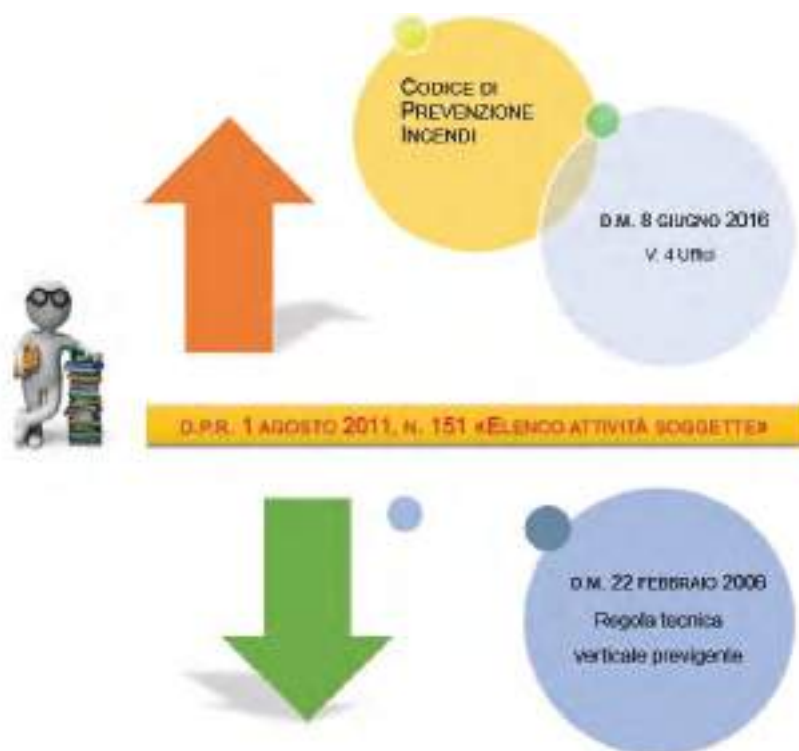 CODICE DI
PREVENZIONE
INCENDI
D.M. 8 GIUGNO 2016
V. 4 Uffici
D.P.R. 1 AGOSTO 2011, N. 151 «ELENCO ATTIVITÀ SOGGETTE»
D.M. 22 FEBBRAIO 2006
Regola tecnica
verticale previgente